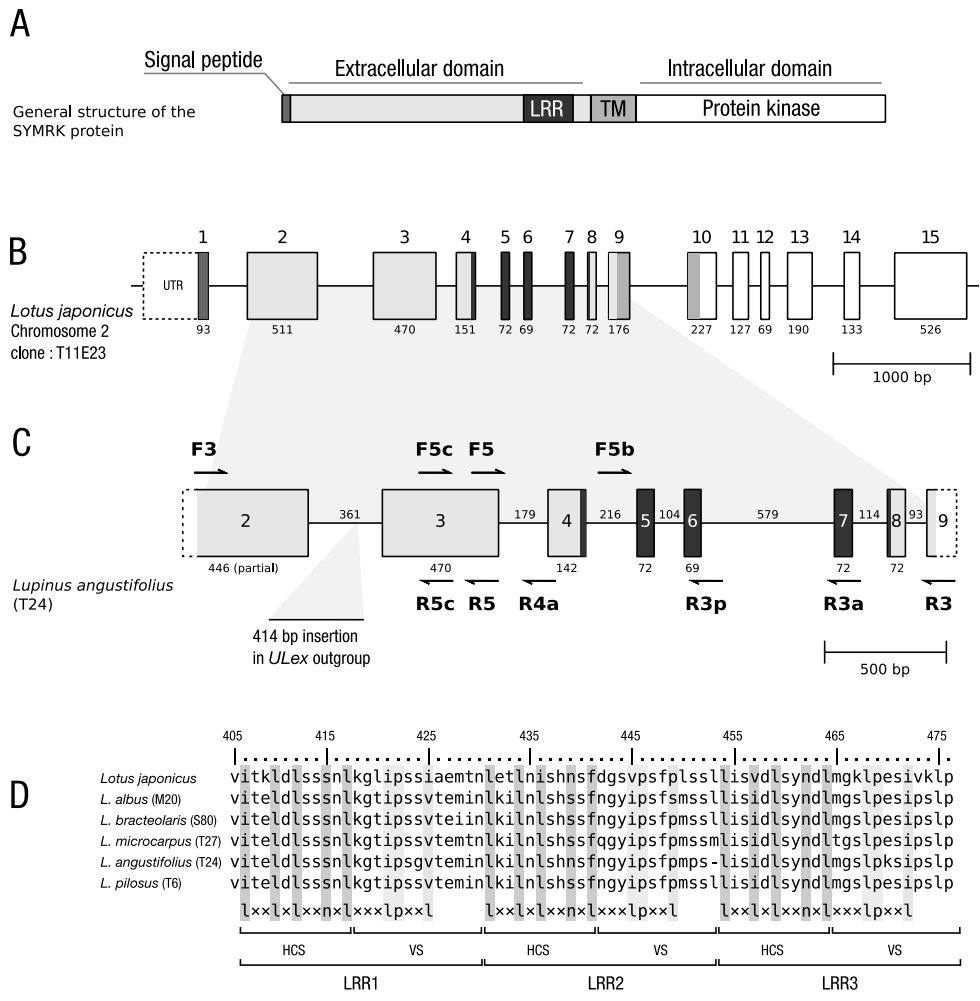 A
Signal peptide
Extracellular domain
Intracellular domain
General structure of the
SYMRK protein
LRR
TM
Protein kinase
B
1 2 3 4 5 6 7 8 9 10 11 12 13 14 15
UTR
93 511 470 151 72 69 72 72 176 227 127 69 190 133 526
Lotus japonicus
Chromosome 2
clone : T11E23
1000 bp
C
F3 F5c F5 F5b
361 179 216 104 579 114 93
2 3 4 5 6 7 8 9
446 (partial) 470 142 72 69 72 72
Lupinus angustifolius
(T24)
R5c R5 R4a R3p R3a R3
414 bp insertion
in ULex outgroup
500 bp
405 415 425 435 445 455 465 475
D
Lotus japonicus vitkldlsssnlkglipssiaemtnletlnishnsfdgsvpsfplssllisvdlsyndlmgklpesivklp
L. albus (M20) viteldlsssnlkgtipssvteminlkilnlshssfngyipsfsmssllisidlsyndlmgslpesipslp
L. bracteolaris (S80) viteldlsssnlkgtipssvteiinlkilnlshssfngyipsfpmssllisidlsyndlmgslpesipslp
L. microcarpus (T27) viteldlsssnlkgtipssvteminlkilnlshssfqgyipsfpmssmlisidlsyndltgslpesipslp
L. angustifolius (T24) viteldlsssnlkgtipsgvteminlkilnlshnsfngyipsfpmps-lisidlsyndlmgslpksipslp
L. pilosus (T6) viteldlsssnlkgtipssvteminlkilnlshssfngyipsfpmssllisidlsyndlmgslpesipslp
l××l×l××n×l××××lp××l l××l×l××n×l××××lp××l l××l×l××n×l××××lp××l
HCS VS HCS VS HCS VS
LRR1 LRR2 LRR3